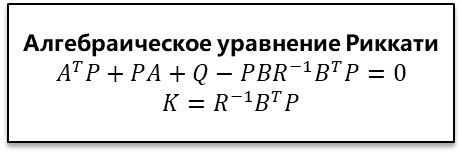 Алгебраическое уравнение Риккати
𝐴ᵀ𝑃 + 𝑃𝐴 + 𝑄 − 𝑃𝐵𝑅⁻¹𝐵ᵀ𝑃 = 0
𝐾 = 𝑅⁻¹𝐵ᵀ𝑃